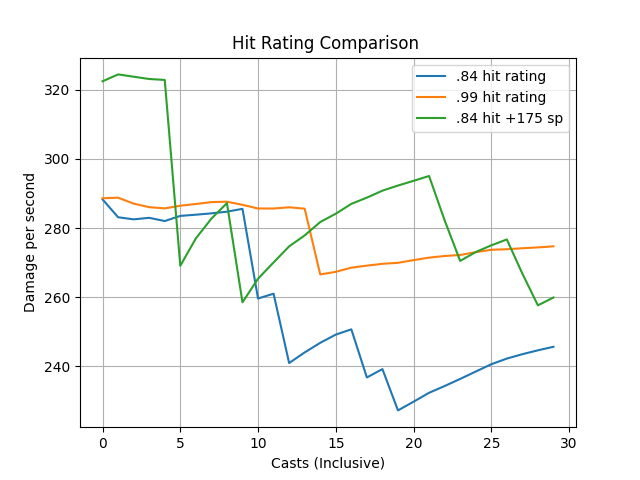 Hit Rating Comparison
.84 hit rating
.99 hit rating
.84 hit +175 sp
Damage per second
320
300
280
260
240
0 5 10 15 20 25 30
Casts (Inclusive)